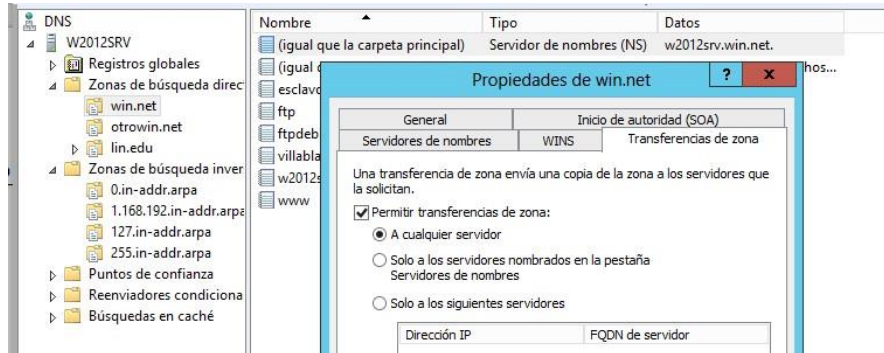 DNS
W2012SRV
Registros globales
Zonas de búsqueda direc
win.net
otrowin.net
lin.edu
Zonas de búsqueda inver
0.in-addr.arpa
1.168.192.in-addr.arpa
127.in-addr.arpa
255.in-addr.arpa
Puntos de confianza
Reenviadores condiciona
Búsquedas en caché
Nombre Tipo Datos
(igual que la carpeta principal) Servidor de nombres (NS) w2012srv.win.net.
(igual hos...
esclavo
ftp
ftpdeb
villabla
w2012s
www
Propiedades de win.net ? x
General Inicio de autoridad (SOA)
Servidores de nombres WINS Transferencias de zona
Una transferencia de zona envía una copia de la zona a los servidores que
la solicitan.
Permitir transferencias de zona:
A cualquier servidor
Solo a los servidores nombrados en la pestaña
Servidores de nombres
Solo a los siguientes servidores
Dirección IP FQDN de servidor